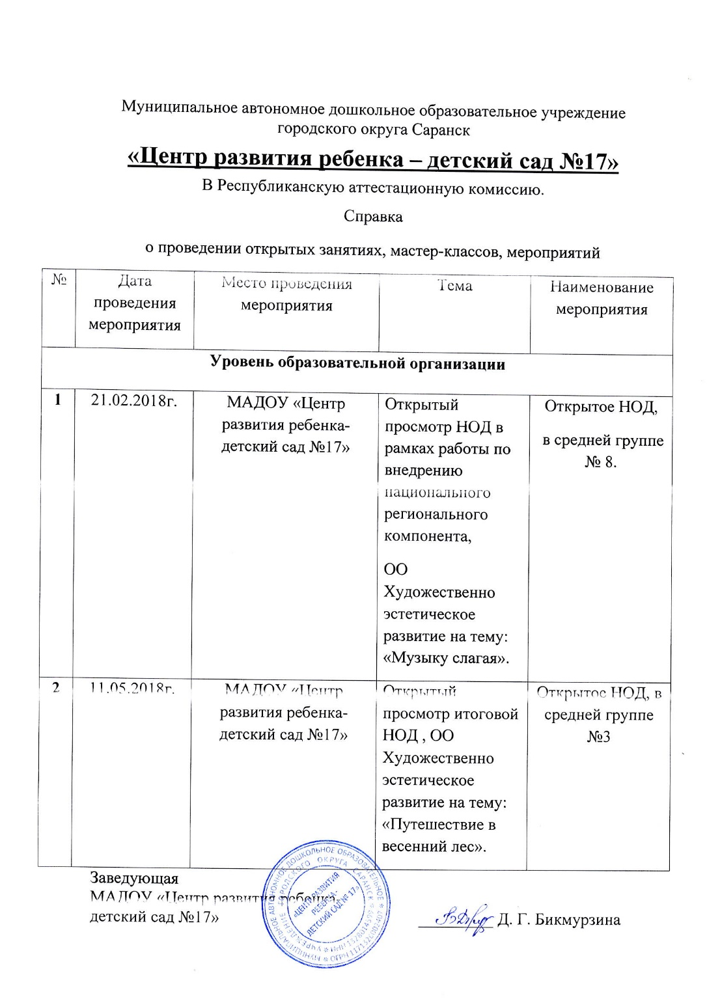 Муниципальное автономное дошкольное образовательное учреждение
городского округа Саранск
«Центр развития ребенка – детский сад №17»
В Республиканскую аттестационную комиссию.
Справка
о проведении открытых занятиях, мастер-классов, мероприятий
№
Дата
проведения
мероприятия
Место проведения
мероприятия
Тема
Наименование
мероприятия
Уровень образовательной организации
1
21.02.2018г.
МАДОУ «Центр
развития ребенка-
детский сад №17»
Открытый
просмотр НОД в
рамках работы по
внедрению
национального
регионального
компонента,
ОО
Художественно
эстетическое
развитие на тему:
«Музыку слагая».
Открытое НОД,
в средней группе
№ 8.
2
11.05.2018г.
МАДОУ «Центр
развития ребенка-
детский сад №17»
Открытый
просмотр итоговой
НОД , ОО
Художественно
эстетическое
развитие на тему:
«Путешествие в
весенний лес».
Открытое НОД, в
средней группе
№3
Заведующая
МАДОУ «Центр развития ребенка-
детский сад №17»
Д. Г. Бикмурзина
МУНИЦИПАЛЬНОЕ АВТОНОМНОЕ ДОШКОЛЬНОЕ ОБРАЗОВАТЕЛЬНОЕ
УЧРЕЖДЕНИЕ ГОРОДСКОГО ОКРУГА САРАНСК
«ЦЕНТР РАЗВИТИЯ
РЕБЕНКА-
ДЕТСКИЙ САД № 17»